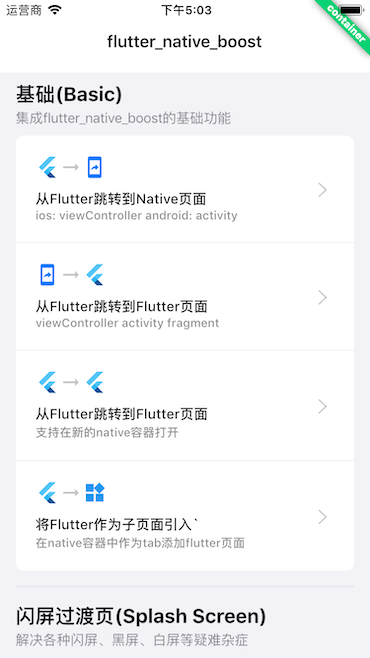 运营商
下午5:03
container
flutter_native_boost
基础(Basic)
集成flutter_native_boost的基础功能
从Flutter跳转到Native页面
ios: viewController android: activity
从Flutter跳转到Flutter页面
viewController activity fragment
从Flutter跳转到Flutter页面
支持在新的native容器打开
将Flutter作为子页面引入`
在native容器中作为tab添加flutter页面
闪屏过渡页(Splash Screen)
解决各种闪屏、黑屏、白屏等疑难杂症